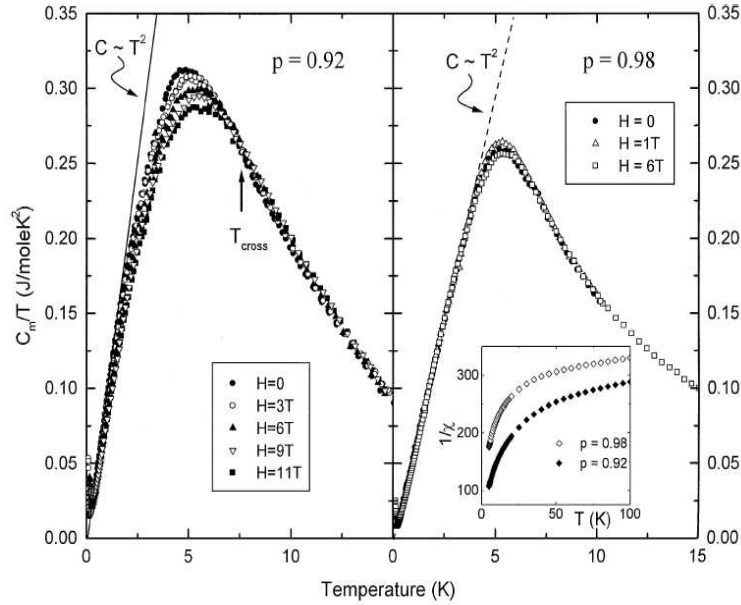 C_m/T (J/moleK²)
0.35
0.30
0.25
0.20
0.15
0.10
0.05
0.00
C ~ T²
p = 0.92
T_cross
H=0
H=3T
H=6T
H=9T
H=11T
0 5 10
C ~ T²
p = 0.98
H = 0
H = 1T
H = 6T
1/χ
300
200
100
0 50 100
T (K)
p = 0.98
p = 0.92
0 5 10 15
0.35
0.30
0.25
0.20
0.15
0.10
0.05
0.00
Temperature (K)